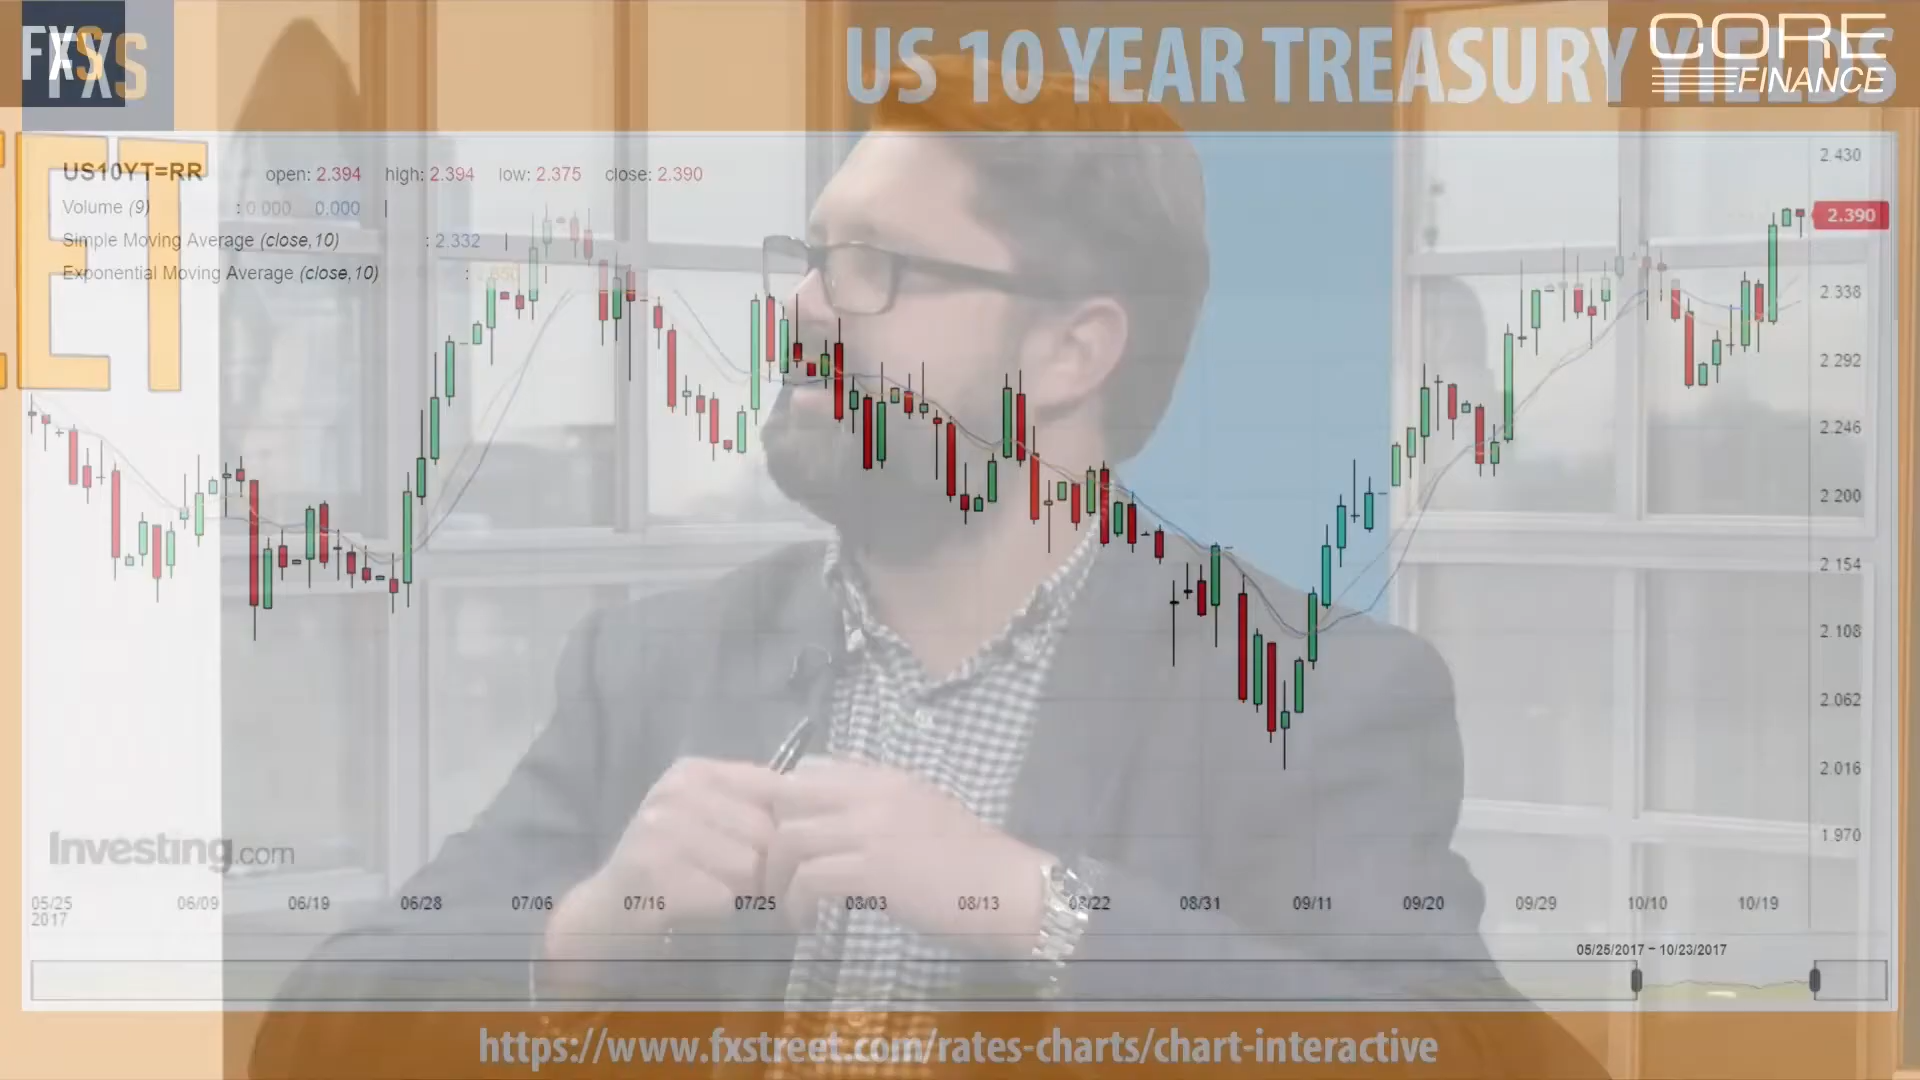 FXS
FXS
US 10 YEAR TREASURY YIELDS
CORE
FINANCE
EET
US10YT=RR open: 2.394 high: 2.394 low: 2.375 close: 2.390
Volume (9) : 0.000 0.000
Simple Moving Average (close,10) : 2.332
Exponential Moving Average (close,10) :
2.430
2.390
2.338
2.292
2.246
2.200
2.154
2.108
2.062
2.016
1.970
Investing.com
05/25 06/09 06/19 06/28 07/06 07/16 07/25 08/03 08/13 08/22 08/31 09/11 09/20 09/29 10/10 10/19
2017
05/25/2017 - 10/23/2017
https://www.fxstreet.com/rates-charts/chart-interactive